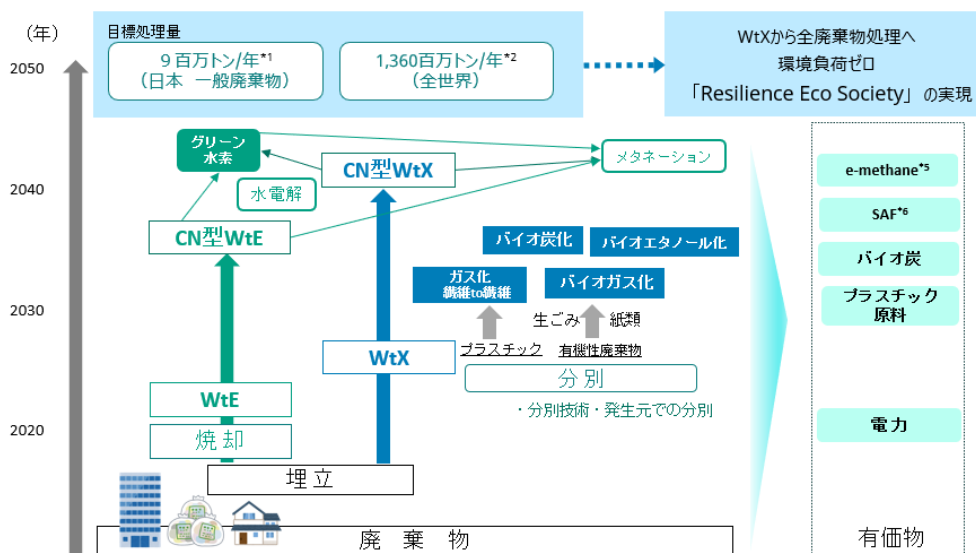 (年)
2050
2040
2030
2020
目標処理量
9百万トン/年*1
(日本 一般廃棄物)
1,360百万トン/年*2
(全世界)
WtXから全廃棄物処理へ
環境負荷ゼロ
「Resilience Eco Society」の実現
グリーン
水素
水電解
CN型WtX
メタネーション
CN型WtE
バイオ炭化
バイオエタノール化
ガス化
繊維to繊維
バイオガス化
生ごみ
紙類
プラスチック
有機性廃棄物
WtX
分別
・分別技術・発生元での分別
WtE
焼却
埋立
廃棄物
e-methane*5
SAF*6
バイオ炭
プラスチック
原料
電力
有価物